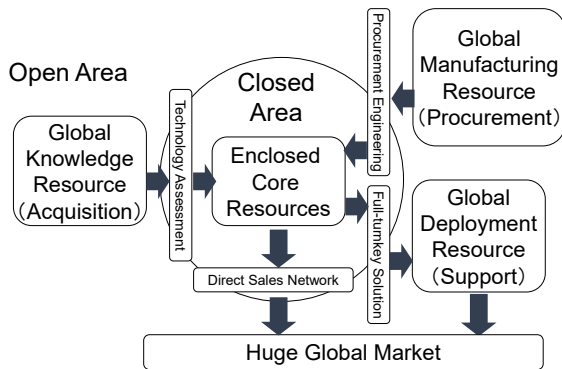 Open Area
Closed
Area
Global
Knowledge
Resource
(Acquisition)
Technology Assessment
Enclosed
Core
Resources
Procurement Engineering
Global
Manufacturing
Resource
(Procurement)
Full-turnkey Solution
Global
Deployment
Resource
(Support)
Direct Sales Network
Huge Global Market